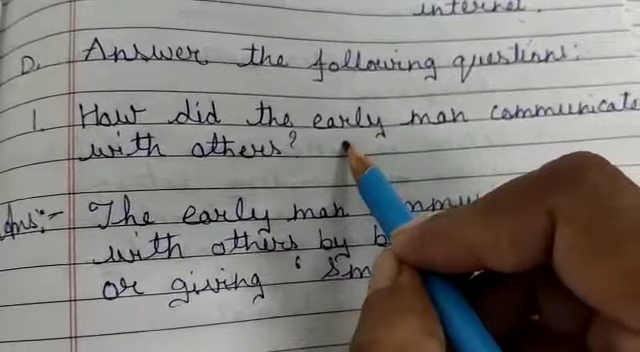 internet.
D. Answer the following questions:
1. How did the early man communicate
with others?
Ans:- The early man
with others by
or giving '